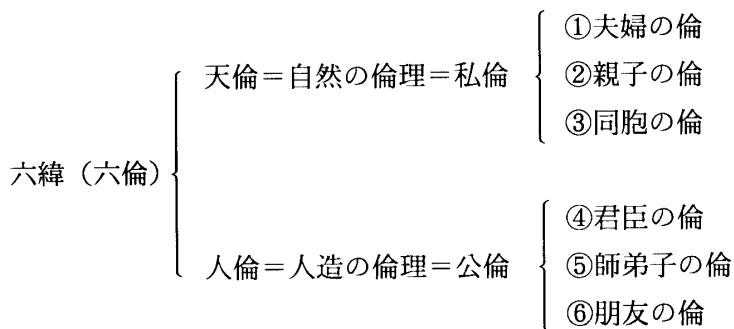 六緯（六倫）
天倫＝自然の倫理＝私倫
①夫婦の倫
②親子の倫
③同胞の倫
人倫＝人造の倫理＝公倫
④君臣の倫
⑤師弟子の倫
⑥朋友の倫